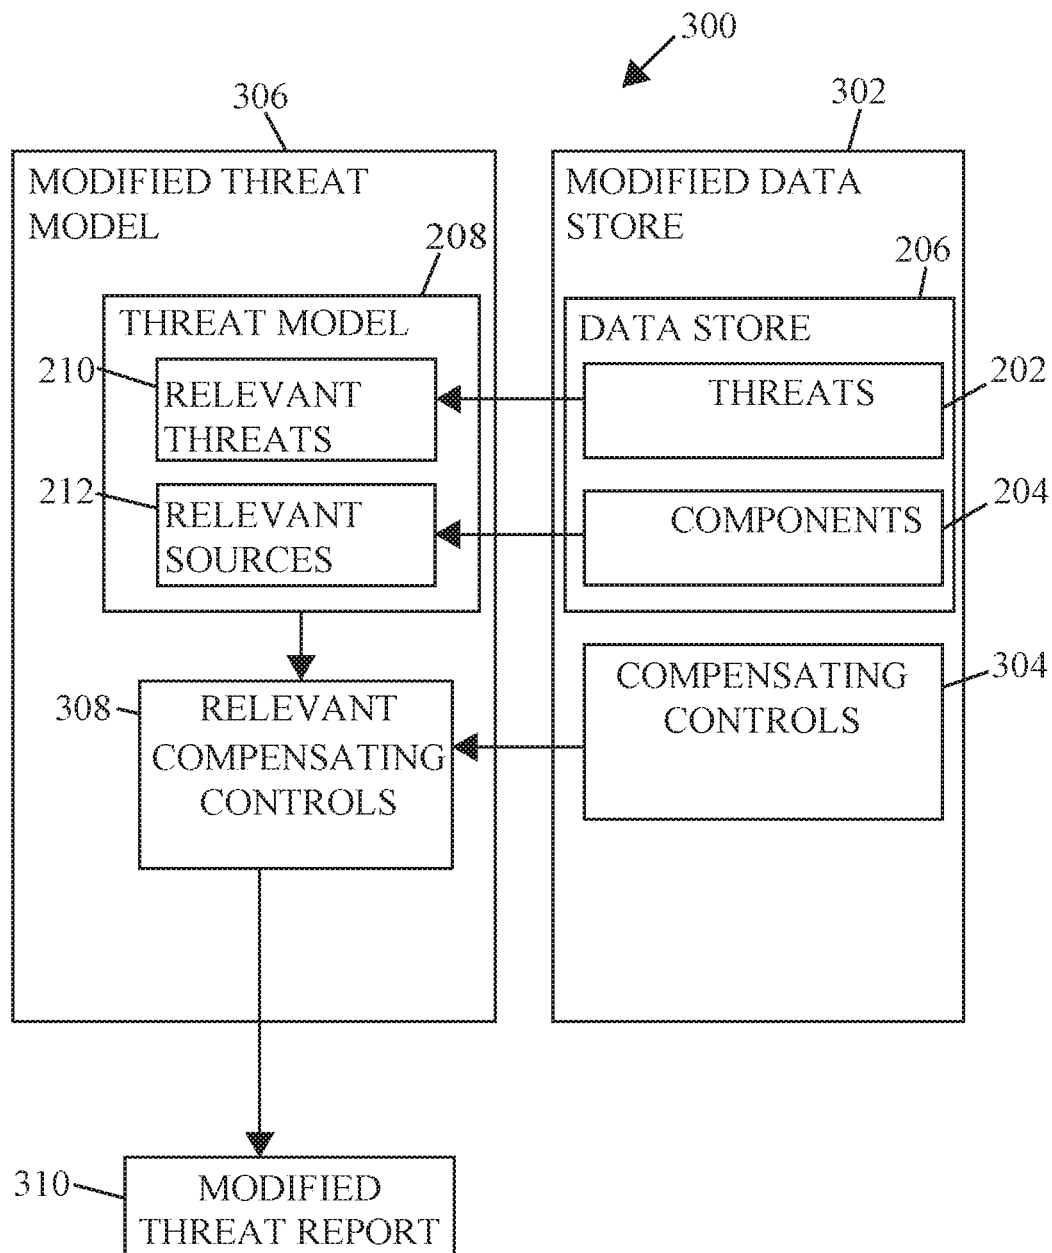 300
306
302
MODIFIED THREAT
MODEL
MODIFIED DATA
STORE
208
206
THREAT MODEL
DATA STORE
210
RELEVANT
THREATS
THREATS
202
212
RELEVANT
SOURCES
COMPONENTS
204
308
RELEVANT
COMPENSATING
CONTROLS
COMPENSATING
CONTROLS
304
310
MODIFIED
THREAT REPORT